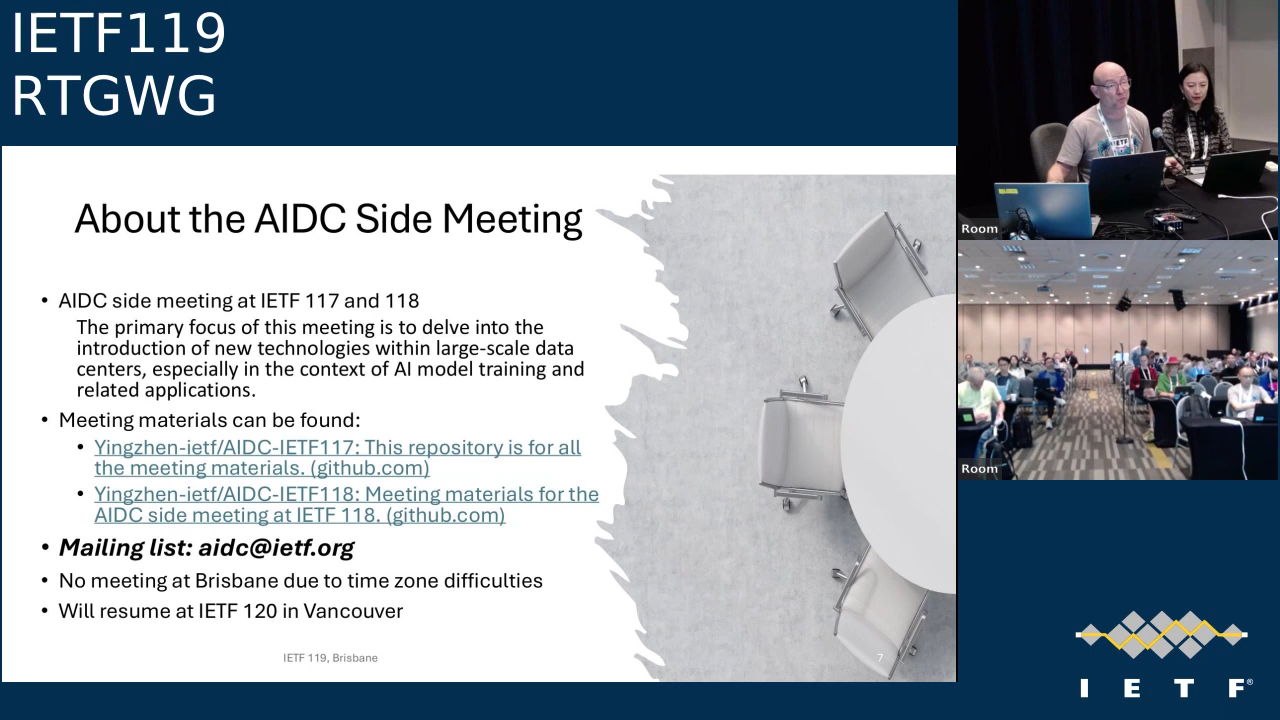 IETF119
RTGWG
About the AIDC Side Meeting
• AIDC side meeting at IETF 117 and 118
The primary focus of this meeting is to delve into the
introduction of new technologies within large-scale data
centers, especially in the context of AI model training and
related applications.
• Meeting materials can be found:
• Yingzhen-ietf/AIDC-IETF117: This repository is for all
the meeting materials. (github.com)
• Yingzhen-ietf/AIDC-IETF118: Meeting materials for the
AIDC side meeting at IETF 118. (github.com)
• Mailing list: aidc@ietf.org
• No meeting at Brisbane due to time zone difficulties
• Will resume at IETF 120 in Vancouver
IETF 119, Brisbane
7
Room
IETF
Room
I E T F®